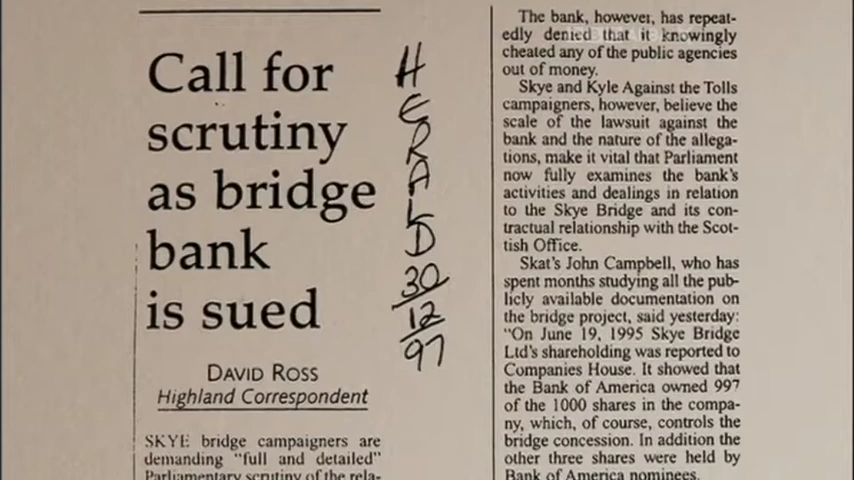 Call for
scrutiny
as bridge
bank
is sued
DAVID ROSS
Highland Correspondent
SKYE bridge campaigners are
demanding "full and detailed"
Parliamentary scrutiny of the rela-
HERALD
30
12
97
The bank, however, has repeat-
edly denied that it knowingly
cheated any of the public agencies
out of money.
Skye and Kyle Against the Tolls
campaigners, however, believe the
scale of the lawsuit against the
bank and the nature of the allega-
tions, make it vital that Parliament
now fully examines the bank's
activities and dealings in relation
to the Skye Bridge and its con-
tractual relationship with the Scot-
tish Office.
Skat's John Campbell, who has
spent months studying all the pub-
licly available documentation on
the bridge project, said yesterday:
"On June 19, 1995 Skye Bridge
Ltd's shareholding was reported to
Companies House. It showed that
the Bank of America owned 997
of the 1000 shares in the compa-
ny, which, of course, controls the
bridge concession. In addition the
other three shares were held by
Bank of America nominees.